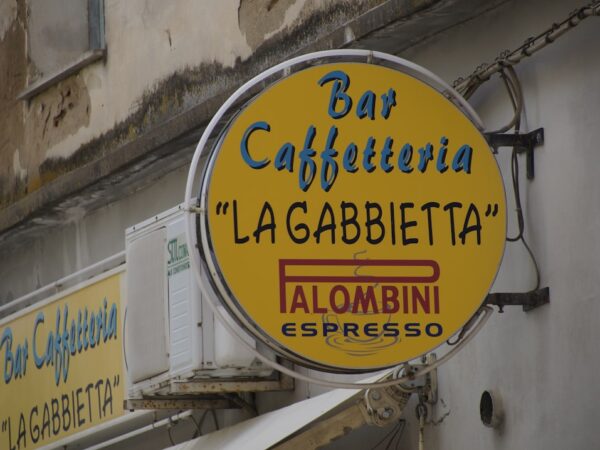 Bar
Caffetteria
"LA GABBIETTA"
PALOMBINI
ESPRESSO
Bar Caffetteria
"LA GABBIETTA"